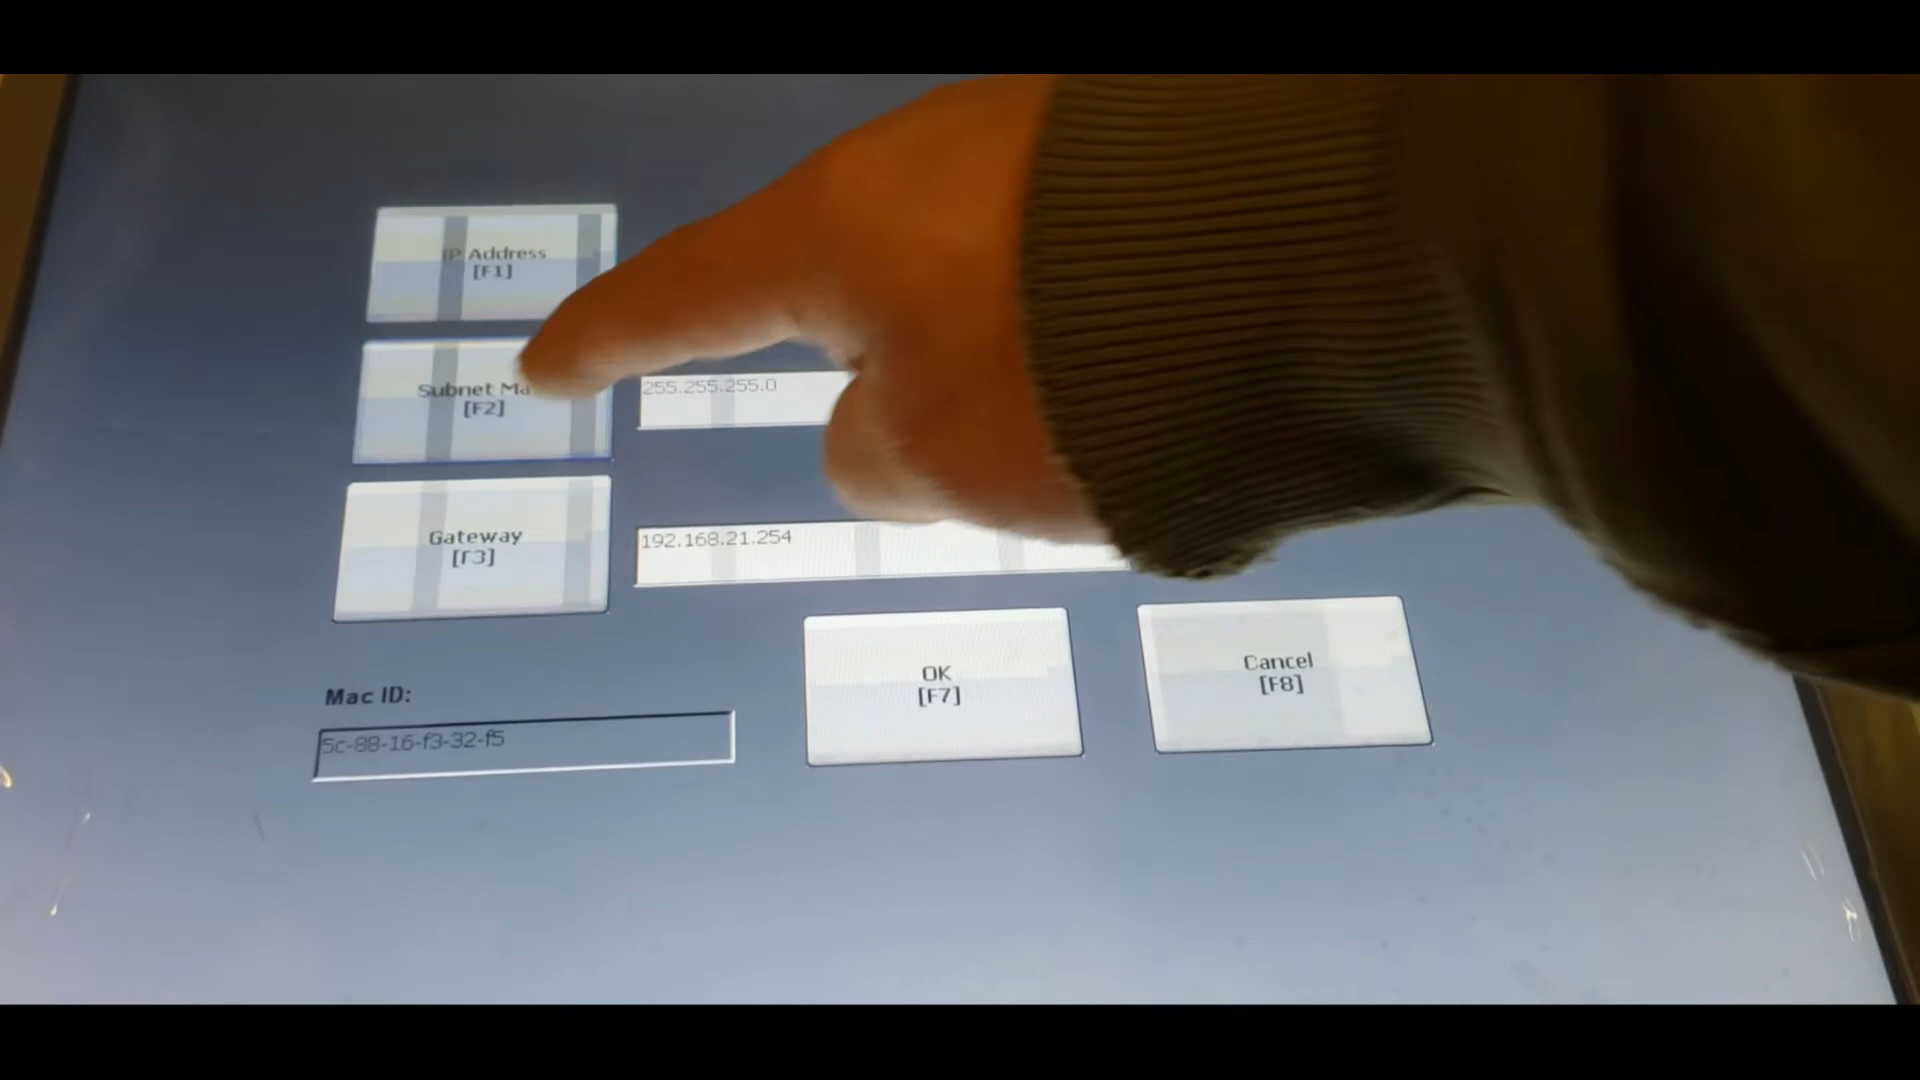 IP Address
[F1]
Subnet Ma
[F2]
255.255.255.0
Gateway
[F3]
192.168.21.254
OK
[F7]
Cancel
[F8]
Mac ID:
5c-88-16-f3-32-f5